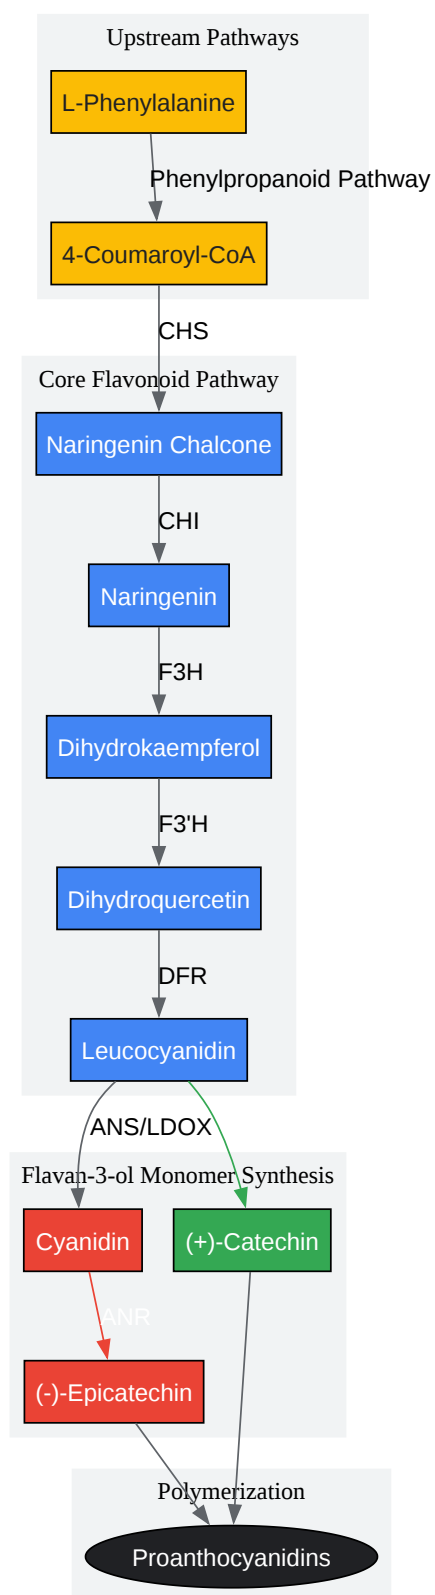 Upstream Pathways
L-Phenylalanine
Phenylpropanoid Pathway
4-Coumaroyl-CoA
CHS
Core Flavonoid Pathway
Naringenin Chalcone
CHI
Naringenin
F3H
Dihydrokaempferol
F3'H
Dihydroquercetin
DFR
Leucocyanidin
ANS/LDOX
Flavan-3-ol Monomer Synthesis
Cyanidin
(+)-Catechin
ANR
(-)-Epicatechin
Polymerization
Proanthocyanidins